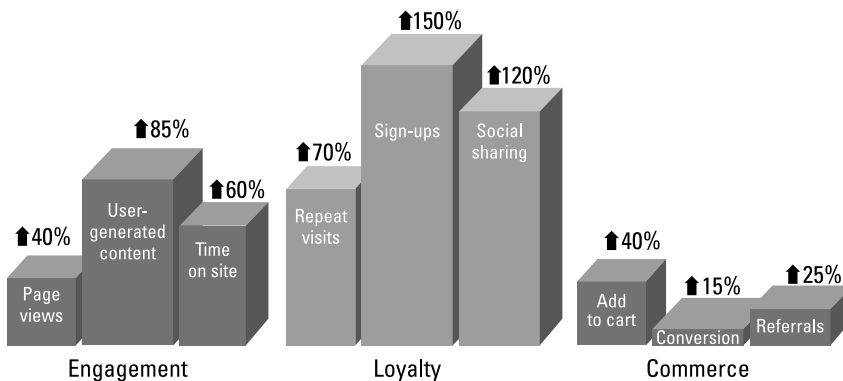 40%
Page
views
85%
User-
generated
content
60%
Time
on site
Engagement
70%
Repeat
visits
150%
Sign-ups
120%
Social
sharing
Loyalty
40%
Add
to cart
15%
Conversion
25%
Referrals
Commerce